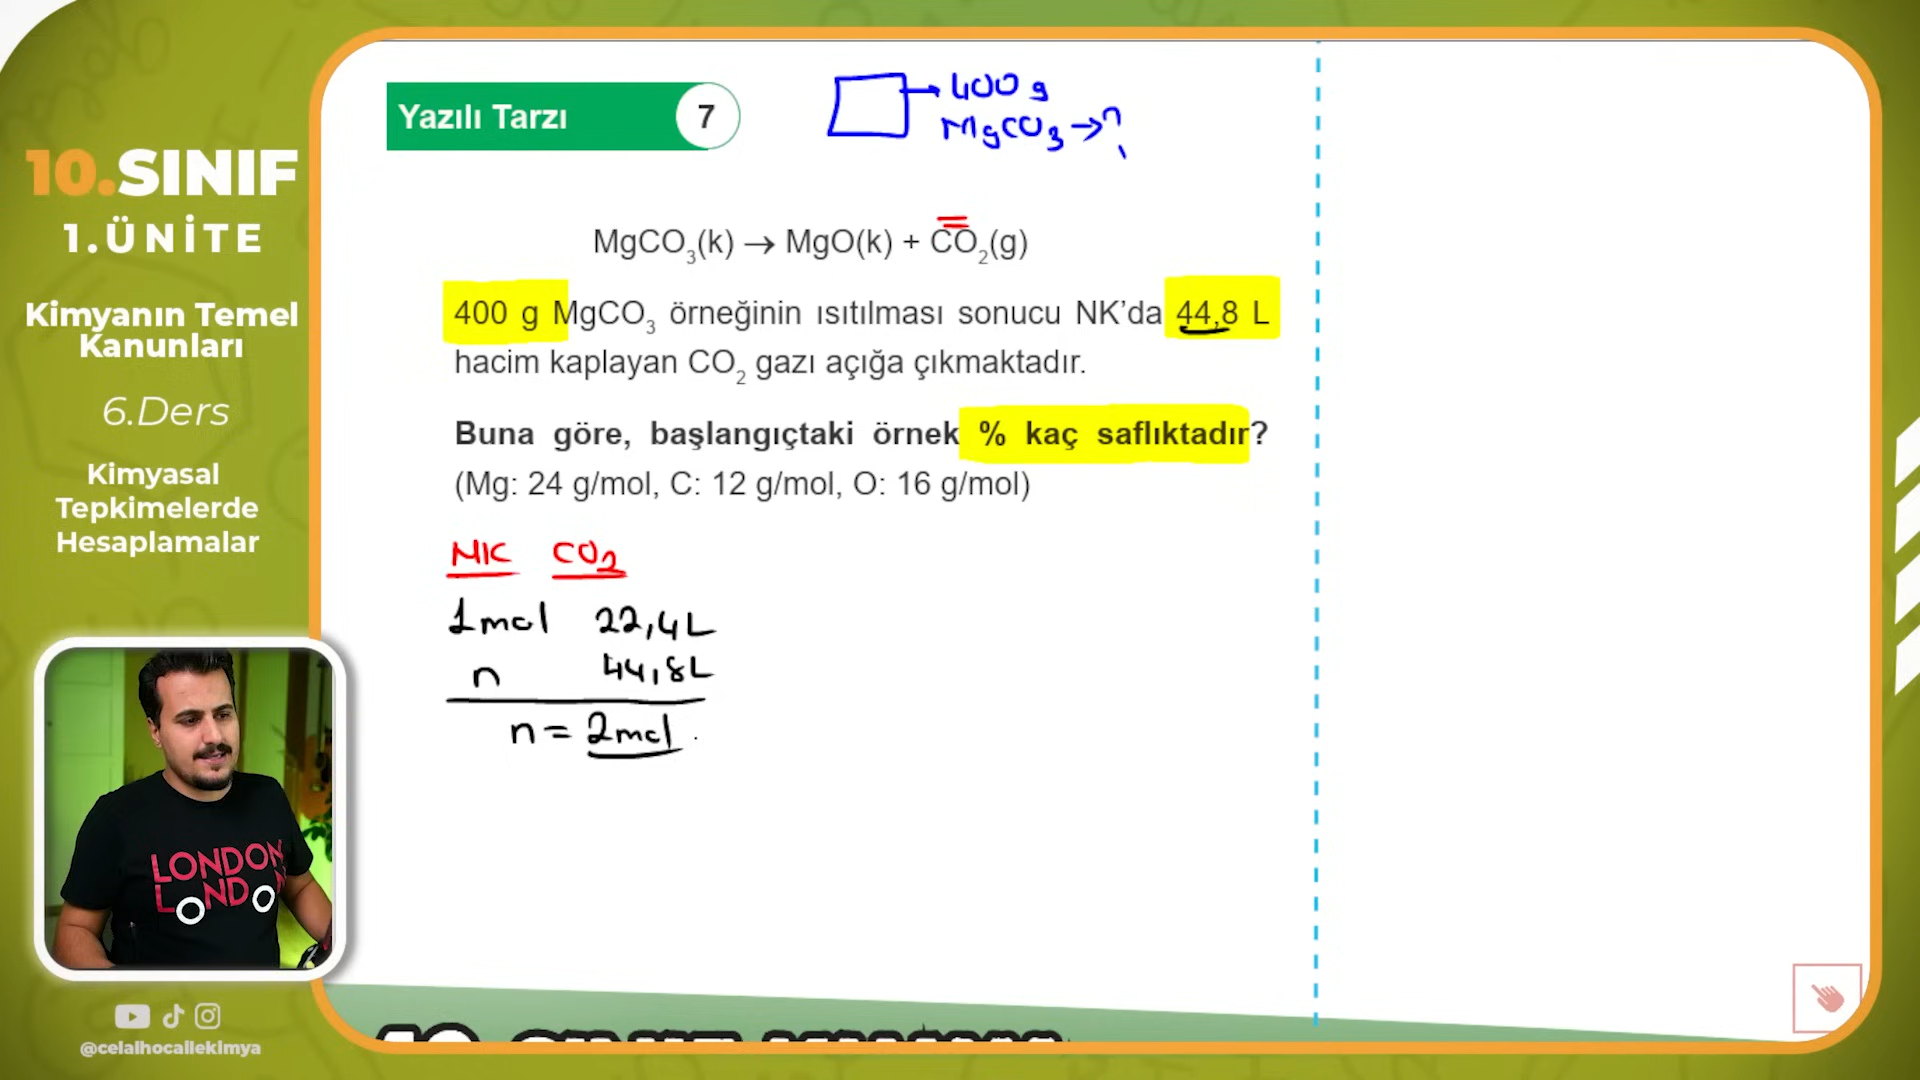 10.SINIF
1.ÜNİTE
Kimyanın Temel
Kanunları
6.Ders
Kimyasal
Tepkimelerde
Hesaplamalar
LONDON
LONDON
@celalhocallekimya
Yazılı Tarzı 7
400 g
MgCO3 → ?
MgCO₃(k) → MgO(k) + CO₂(g)
400 g MgCO₃ örneğinin ısıtılması sonucu NK’da 44,8 L
hacim kaplayan CO₂ gazı açığa çıkmaktadır.
Buna göre, başlangıçtaki örnek % kaç saflıktadır?
(Mg: 24 g/mol, C: 12 g/mol, O: 16 g/mol)
NK CO2
1mol 22,4L
n 44,8L
n = 2mol